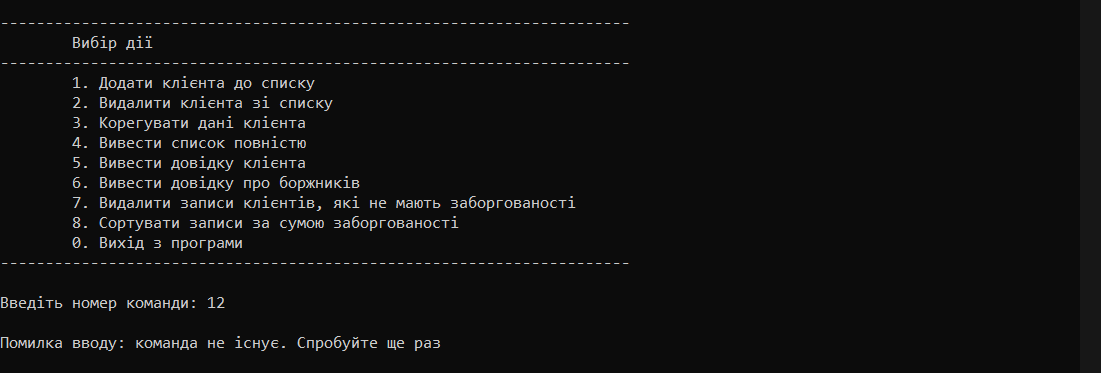 ----------------------------------------------------------------------
Вибір дії
----------------------------------------------------------------------
1. Додати клієнта до списку
2. Видалити клієнта зі списку
3. Корегувати дані клієнта
4. Вивести список повністю
5. Вивести довідку клієнта
6. Вивести довідку про боржників
7. Видалити записи клієнтів, які не мають заборгованості
8. Сортувати записи за сумою заборгованості
0. Вихід з програми
----------------------------------------------------------------------
Введіть номер команди: 12
Помилка вводу: команда не існує. Спробуйте ще раз